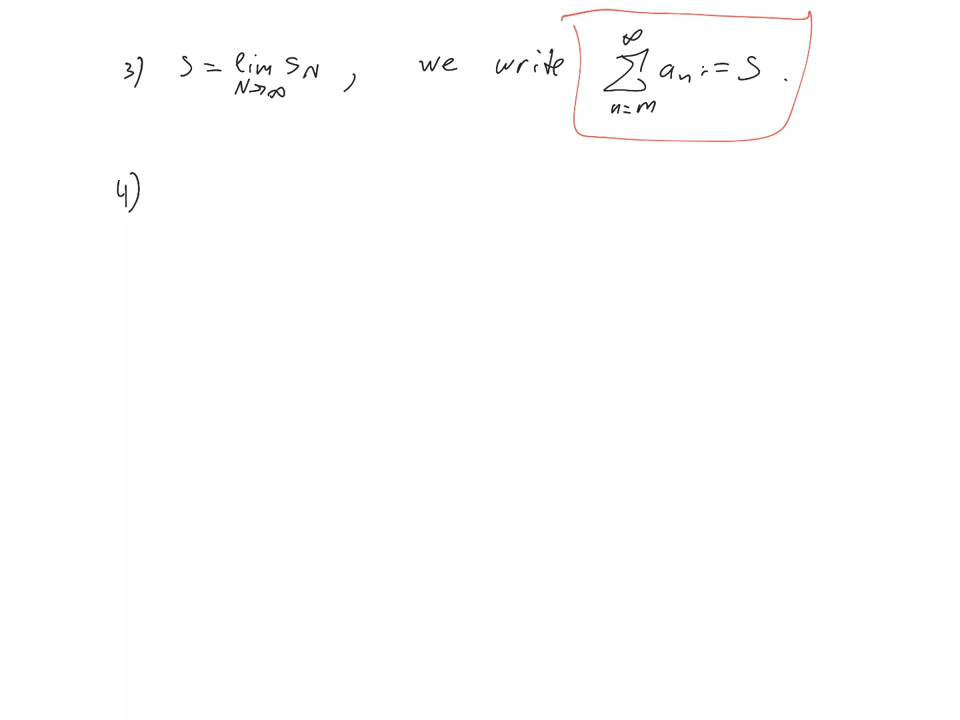 3) S = lim_{N→∞} S_N , we write ∑_{n=m}^{∞} a_n := S .
4)